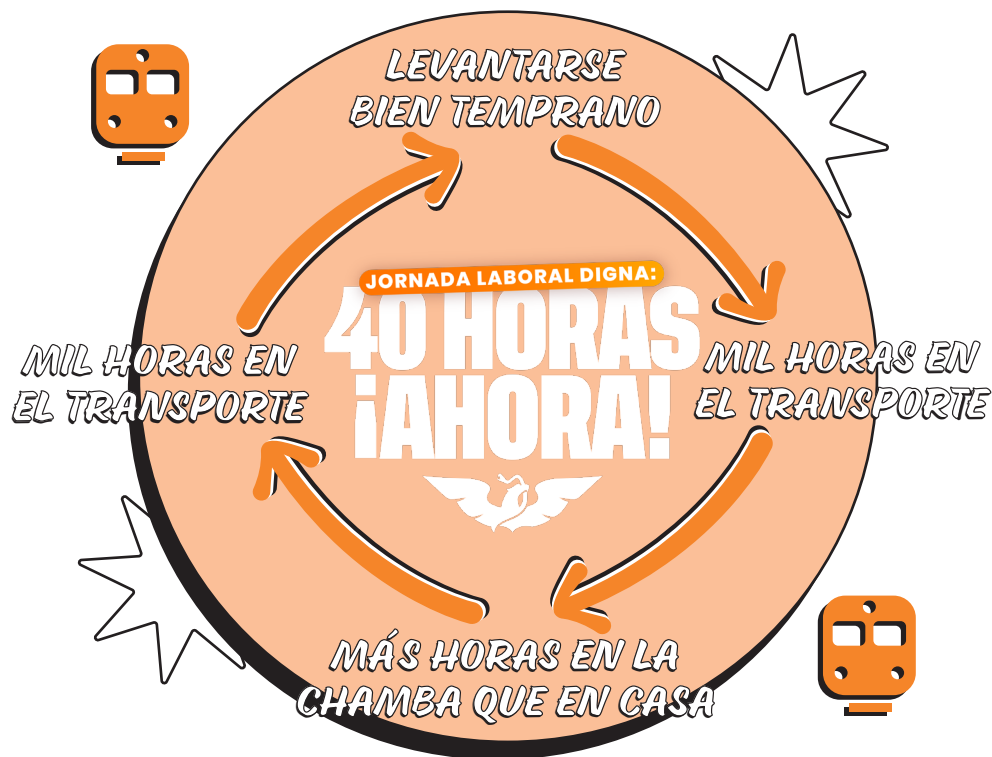 LEVANTARSE
BIEN TEMPRANO
JORNADA LABORAL DIGNA:
40 HORAS
¡AHORA!
MIL HORAS EN
EL TRANSPORTE
MIL HORAS EN
EL TRANSPORTE
MÁS HORAS EN LA
CHAMBA QUE EN CASA